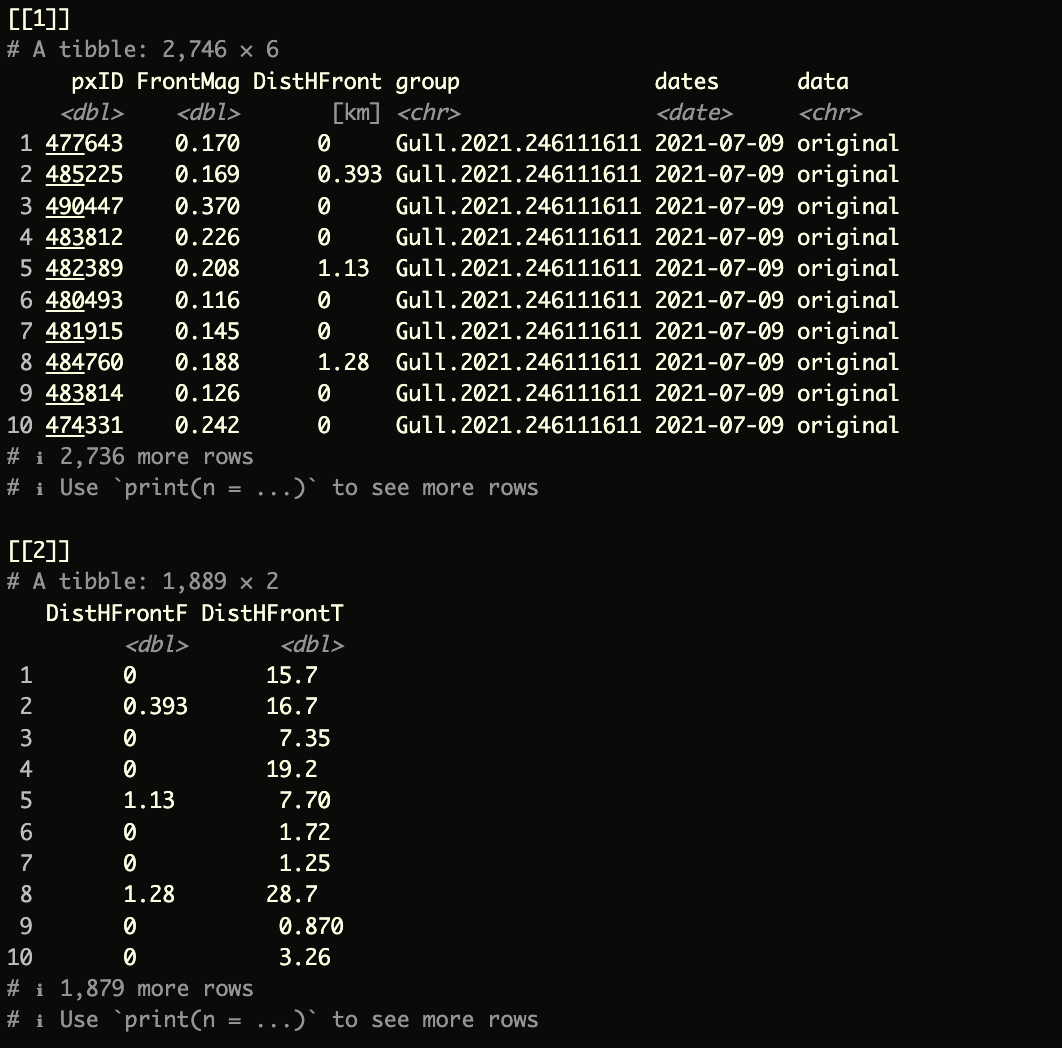 [[1]]
# A tibble: 2,746 × 6
pxID FrontMag DistHFront group dates data
<dbl> <dbl> [km] <chr> <date> <chr>
1 477643 0.170 0 Gull.2021.246111611 2021-07-09 original
2 485225 0.169 0.393 Gull.2021.246111611 2021-07-09 original
3 490447 0.370 0 Gull.2021.246111611 2021-07-09 original
4 483812 0.226 0 Gull.2021.246111611 2021-07-09 original
5 482389 0.208 1.13 Gull.2021.246111611 2021-07-09 original
6 480493 0.116 0 Gull.2021.246111611 2021-07-09 original
7 481915 0.145 0 Gull.2021.246111611 2021-07-09 original
8 484760 0.188 1.28 Gull.2021.246111611 2021-07-09 original
9 483814 0.126 0 Gull.2021.246111611 2021-07-09 original
10 474331 0.242 0 Gull.2021.246111611 2021-07-09 original
# ℹ 2,736 more rows
# ℹ Use `print(n = ...)` to see more rows
[[2]]
# A tibble: 1,889 × 2
DistHFrontF DistHFrontT
<dbl> <dbl>
1 0 15.7
2 0.393 16.7
3 0 7.35
4 0 19.2
5 1.13 7.70
6 0 1.72
7 0 1.25
8 1.28 28.7
9 0 0.870
10 0 3.26
# ℹ 1,879 more rows
# ℹ Use `print(n = ...)` to see more rows